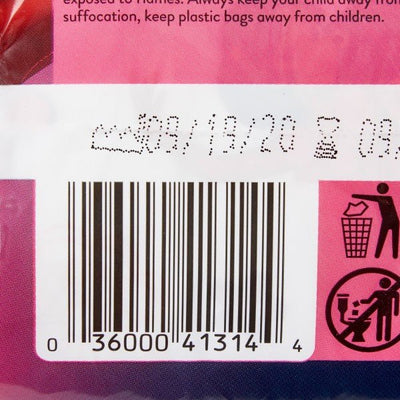 exposed to flames. Always keep your child away from
suffocation, keep plastic bags away from children.
09/19/20 09/
0 36000 41314 4